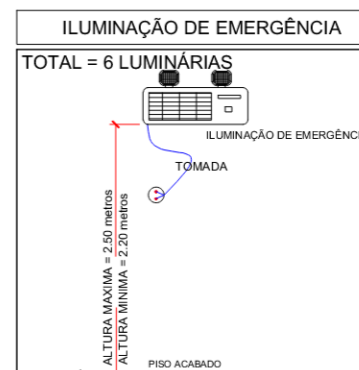 ILUMINAÇÃO DE EMERGÊNCIA
TOTAL = 6 LUMINÁRIAS
ILUMINAÇÃO DE EMERGÊNC
TOMADA
ALTURA MAXIMA = 2.50 metros
ALTURA MINIMA = 2.20 metros
PISO ACABADO